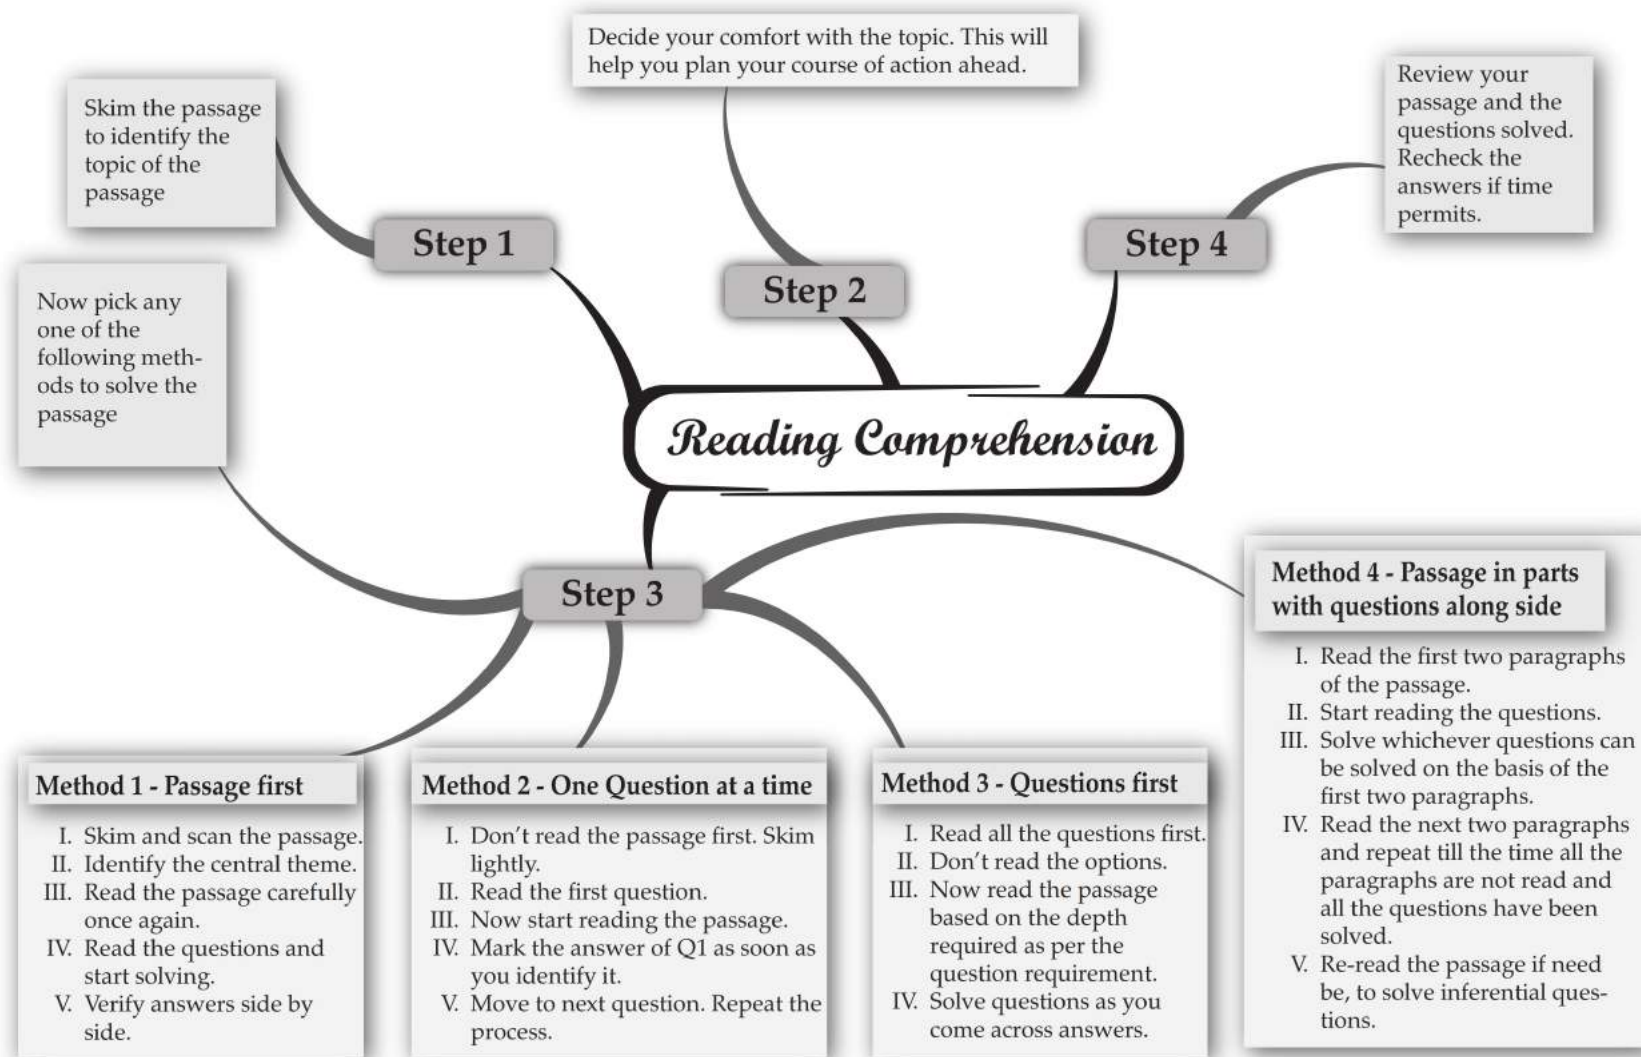 Decide your comfort with the topic. This will
help you plan your course of action ahead.
Skim the passage
to identify the
topic of the
passage
Step 1
Step 2
Review your
passage and the
questions solved.
Recheck the
answers if time
permits.
Step 4
Now pick any
one of the
following meth-
ods to solve the
passage
Reading Comprehension
Step 3
Method 1 - Passage first
I. Skim and scan the passage.
II. Identify the central theme.
III. Read the passage carefully
once again.
IV. Read the questions and
start solving.
V. Verify answers side by
side.
Method 2 - One Question at a time
I. Don't read the passage first. Skim
lightly.
II. Read the first question.
III. Now start reading the passage.
IV. Mark the answer of Q1 as soon as
you identify it.
V. Move to next question. Repeat the
process.
Method 3 - Questions first
I. Read all the questions first.
II. Don't read the options.
III. Now read the passage
based on the depth
required as per the
question requirement.
IV. Solve questions as you
come across answers.
Method 4 - Passage in parts
with questions along side
I. Read the first two paragraphs
of the passage.
II. Start reading the questions.
III. Solve whichever questions can
be solved on the basis of the
first two paragraphs.
IV. Read the next two paragraphs
and repeat till the time all the
paragraphs are not read and
all the questions have been
solved.
V. Re-read the passage if need
be, to solve inferential ques-
tions.